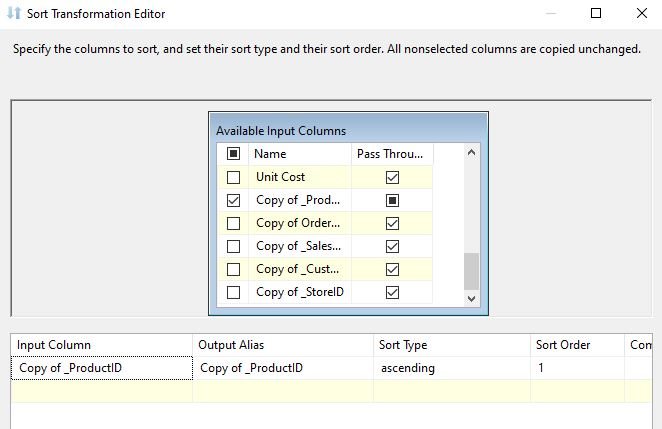 Sort Transformation Editor
Specify the columns to sort, and set their sort type and their sort order. All nonselected columns are copied unchanged.
Available Input Columns
Name Pass Throu...
Unit Cost
Copy of _Prod...
Copy of Order...
Copy of _Sales...
Copy of _Cust...
Copy of _StoreID
Input Column Output Alias Sort Type Sort Order Com
Copy of _ProductID Copy of _ProductID ascending 1